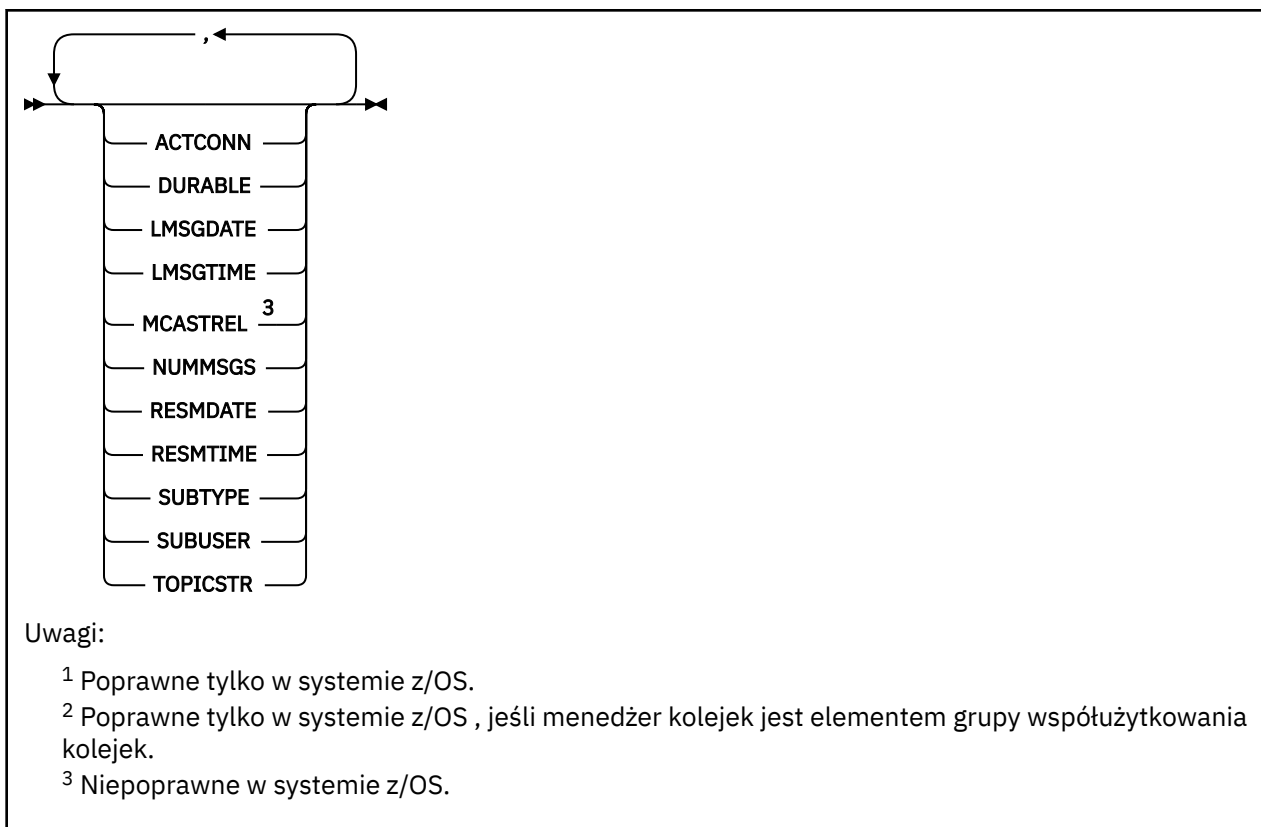 ,
ACTCONN
DURABLE
LMSGDATE
LMSGTIME
MCASTREL 3
NUMMSGS
RESMDATE
RESMTIME
SUBTYPE
SUBUSER
TOPICSTR
Uwagi:
1 Poprawne tylko w systemie z/OS.
2 Poprawne tylko w systemie z/OS , jeśli menedżer kolejek jest elementem grupy współużytkowania
kolejek.
3 Niepoprawne w systemie z/OS.